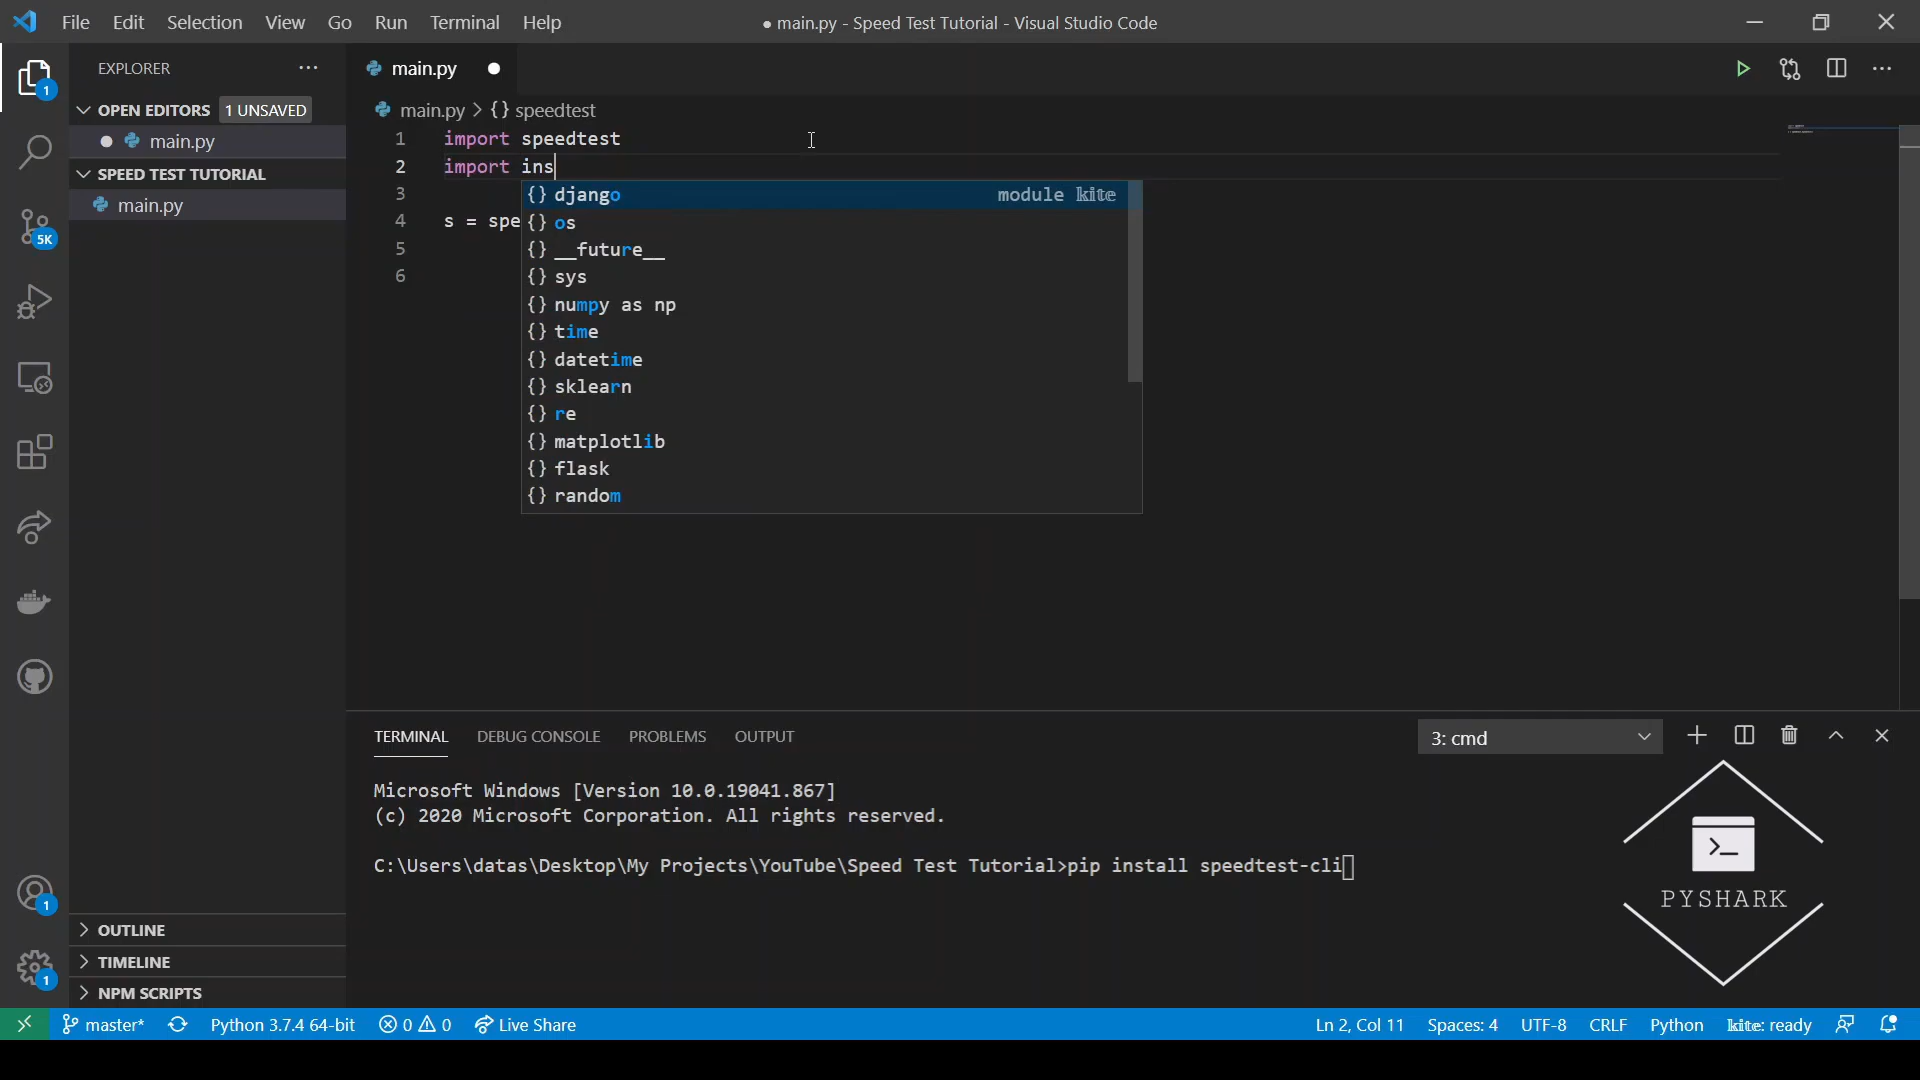 File Edit Selection View Go Run Terminal Help ● main.py - Speed Test Tutorial - Visual Studio Code
EXPLORER ··· main.py
OPEN EDITORS 1 UNSAVED
main.py > {} speedtest
main.py
SPEED TEST TUTORIAL
main.py
1 import speedtest
2 import ins
3
4 s = spe
5
6
{} django module kite
{} os
{} __future__
{} sys
{} numpy as np
{} time
{} datetime
{} sklearn
{} re
{} matplotlib
{} flask
{} random
1
5K
TERMINAL DEBUG CONSOLE PROBLEMS OUTPUT 3: cmd
Microsoft Windows [Version 10.0.19041.867]
(c) 2020 Microsoft Corporation. All rights reserved.
C:\Users\datas\Desktop\My Projects\YouTube\Speed Test Tutorial>pip install speedtest-cli
PYSHARK
1
1
OUTLINE
TIMELINE
NPM SCRIPTS
master* Python 3.7.4 64-bit 0 0 Live Share Ln 2, Col 11 Spaces: 4 UTF-8 CRLF Python kite: ready